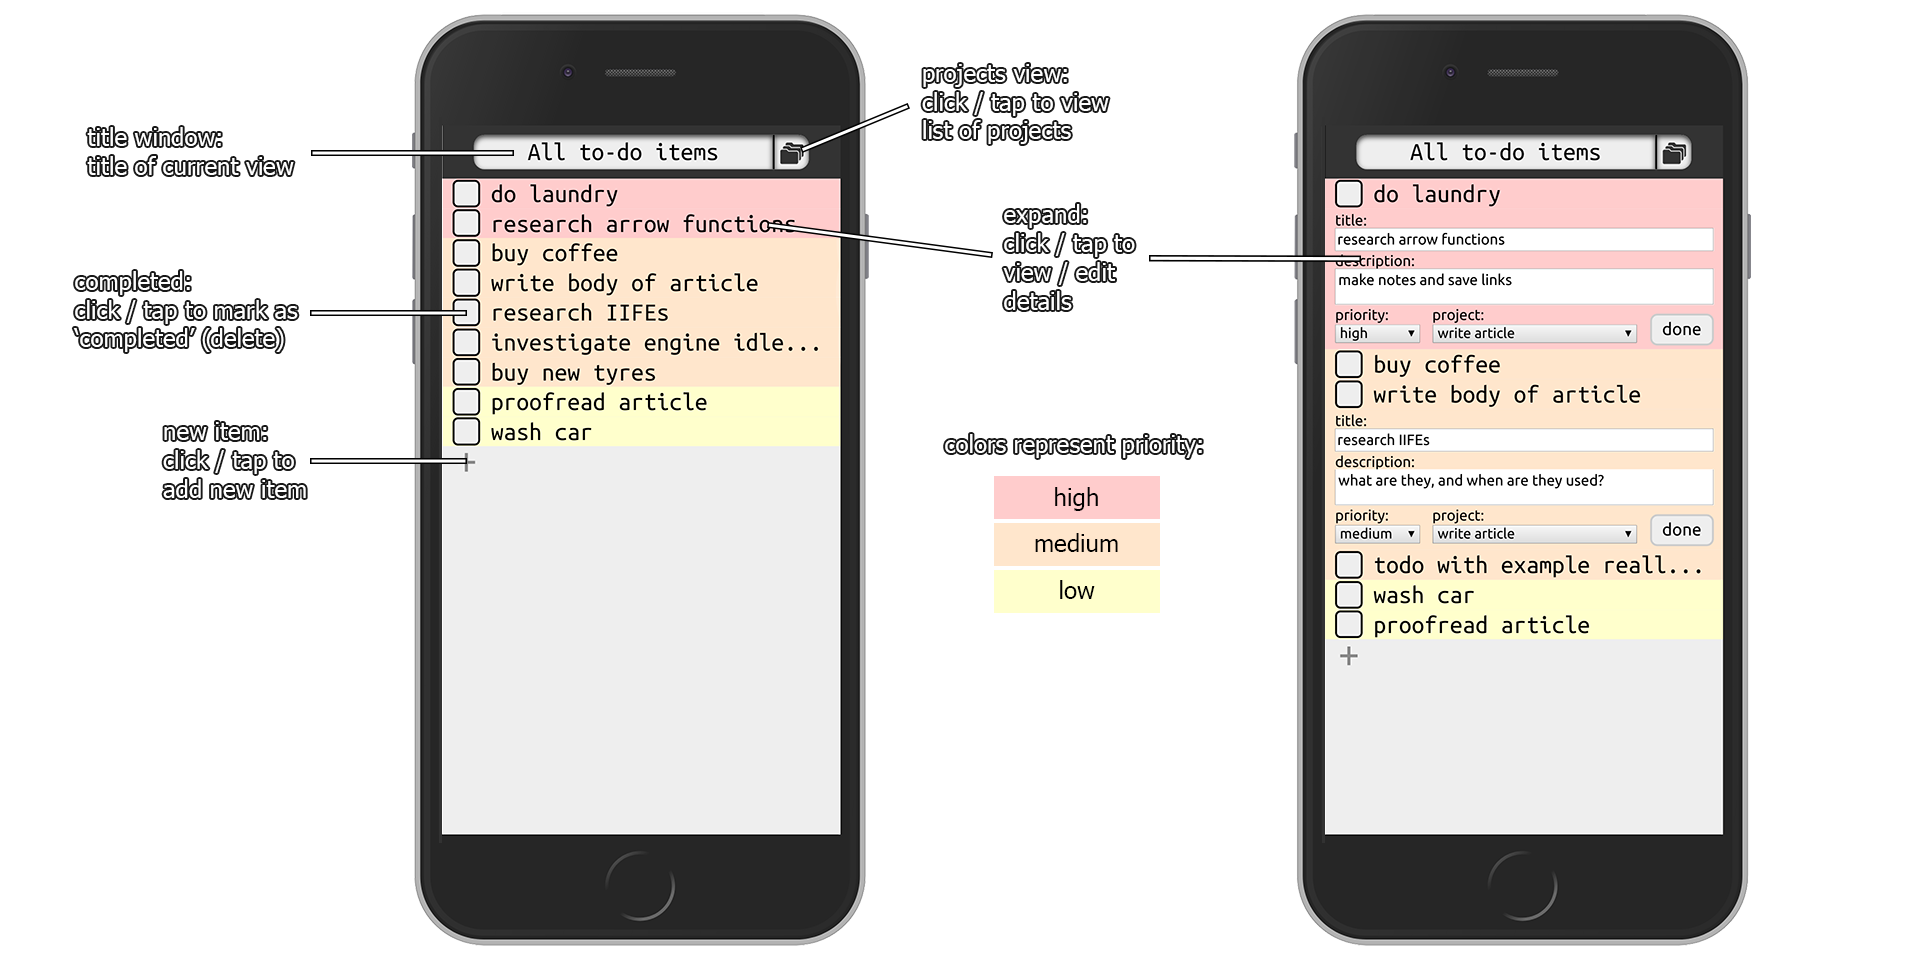 title window:
title of current view
completed:
click / tap to mark as
'completed' (delete)
new item:
click / tap to
add new item
All to-do items
do laundry
research arrow functions
buy coffee
write body of article
research IIFEs
investigate engine idle...
buy new tyres
proofread article
wash car
+
projects view:
click / tap to view
list of projects
expand:
click / tap to
view / edit
details
colors represent priority:
high
medium
low
All to-do items
do laundry
title:
research arrow functions
description:
make notes and save links
priority: project:
high ▼ write article ▼ done
buy coffee
write body of article
title:
research IIFEs
description:
what are they, and when are they used?
priority: project:
medium ▼ write article ▼ done
todo with example reall...
wash car
proofread article
+